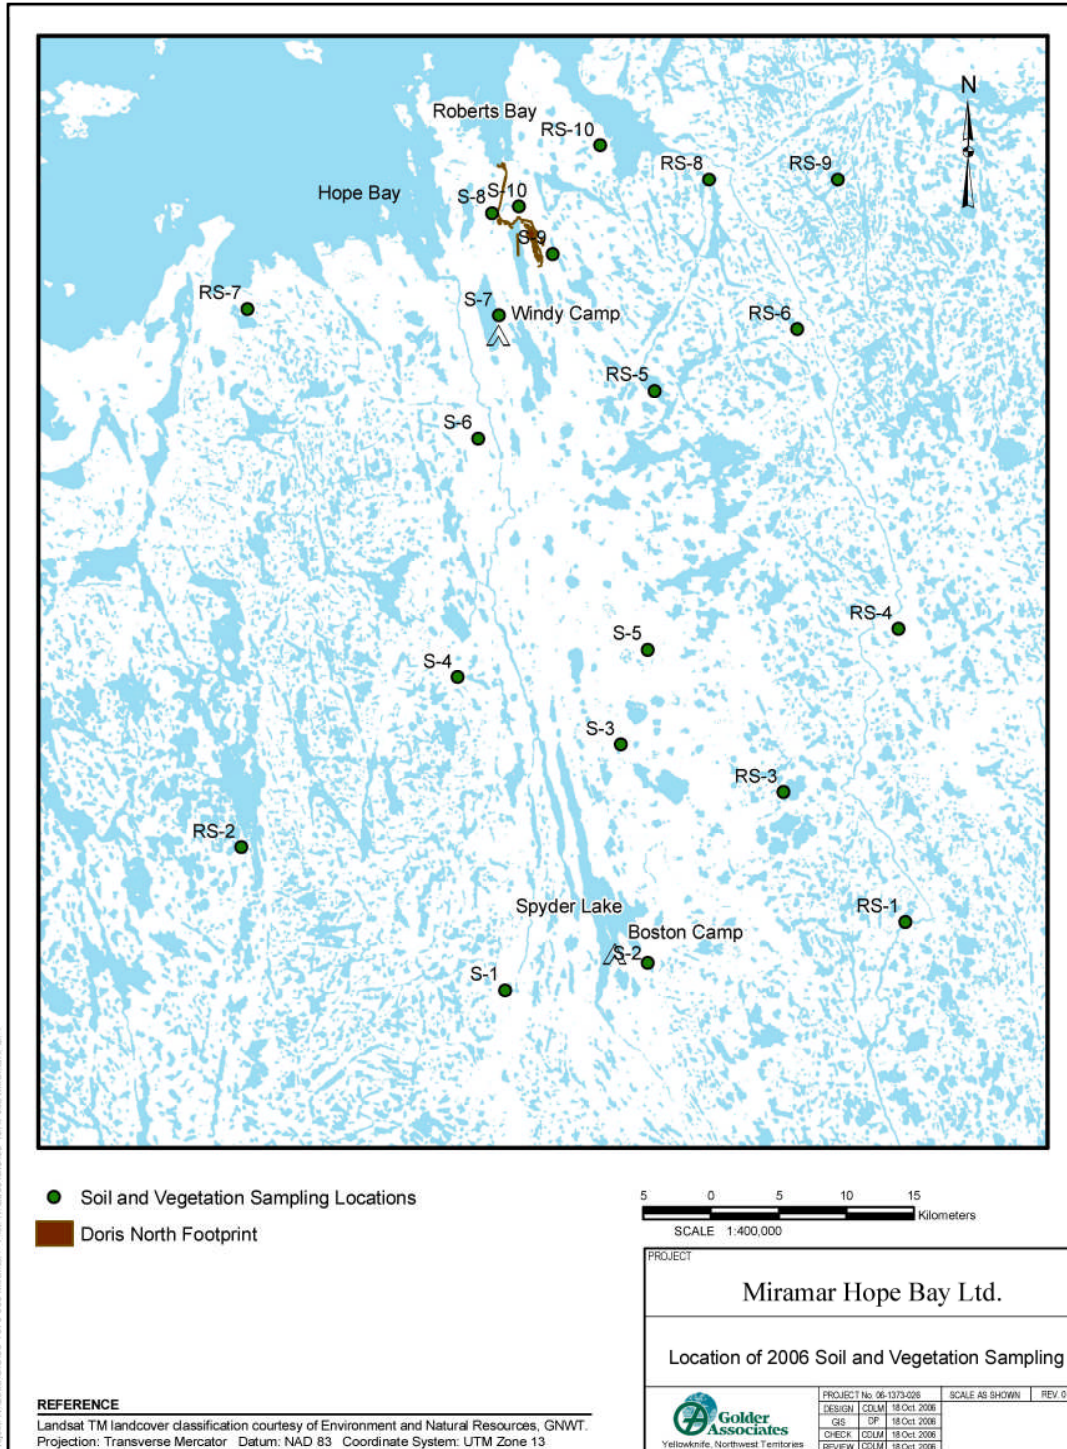 N
Roberts Bay
RS-10
RS-8
RS-9
Hope Bay
S-8
S-10
S-9
RS-7
S-7
Windy Camp
RS-6
RS-5
S-6
RS-4
S-5
S-4
S-3
RS-3
RS-2
RS-1
Spyder Lake
Boston Camp
S-2
S-1
Soil and Vegetation Sampling Locations
Doris North Footprint
5 0 5 10 15
Kilometers
SCALE 1:400,000
PROJECT
Miramar Hope Bay Ltd.
Location of 2006 Soil and Vegetation Sampling
REFERENCE
Landsat TM landcover classification courtesy of Environment and Natural Resources, GNWT.
Projection: Transverse Mercator Datum: NAD 83 Coordinate System: UTM Zone 13
Golder
Associates
Yellowknife, Northwest Territories
PROJECT No. 06-1373-026 SCALE AS SHOWN REV. 0
DESIGN CDLM 18 Oct. 2006
GIS DP 18 Oct. 2006
CHECK CDLM 18 Oct. 2006
REVIEW CDLM 18 Oct. 2006